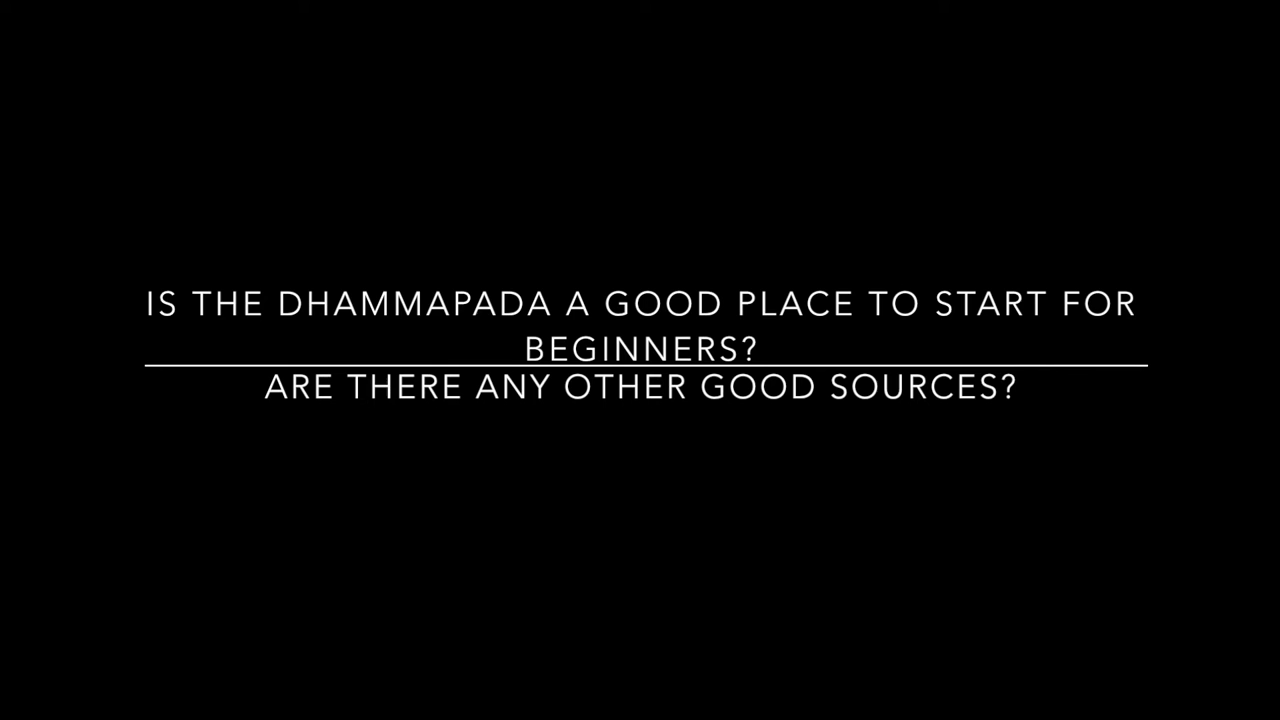 IS THE DHAMMAPADA A GOOD PLACE TO START FOR
BEGINNERS?
ARE THERE ANY OTHER GOOD SOURCES?